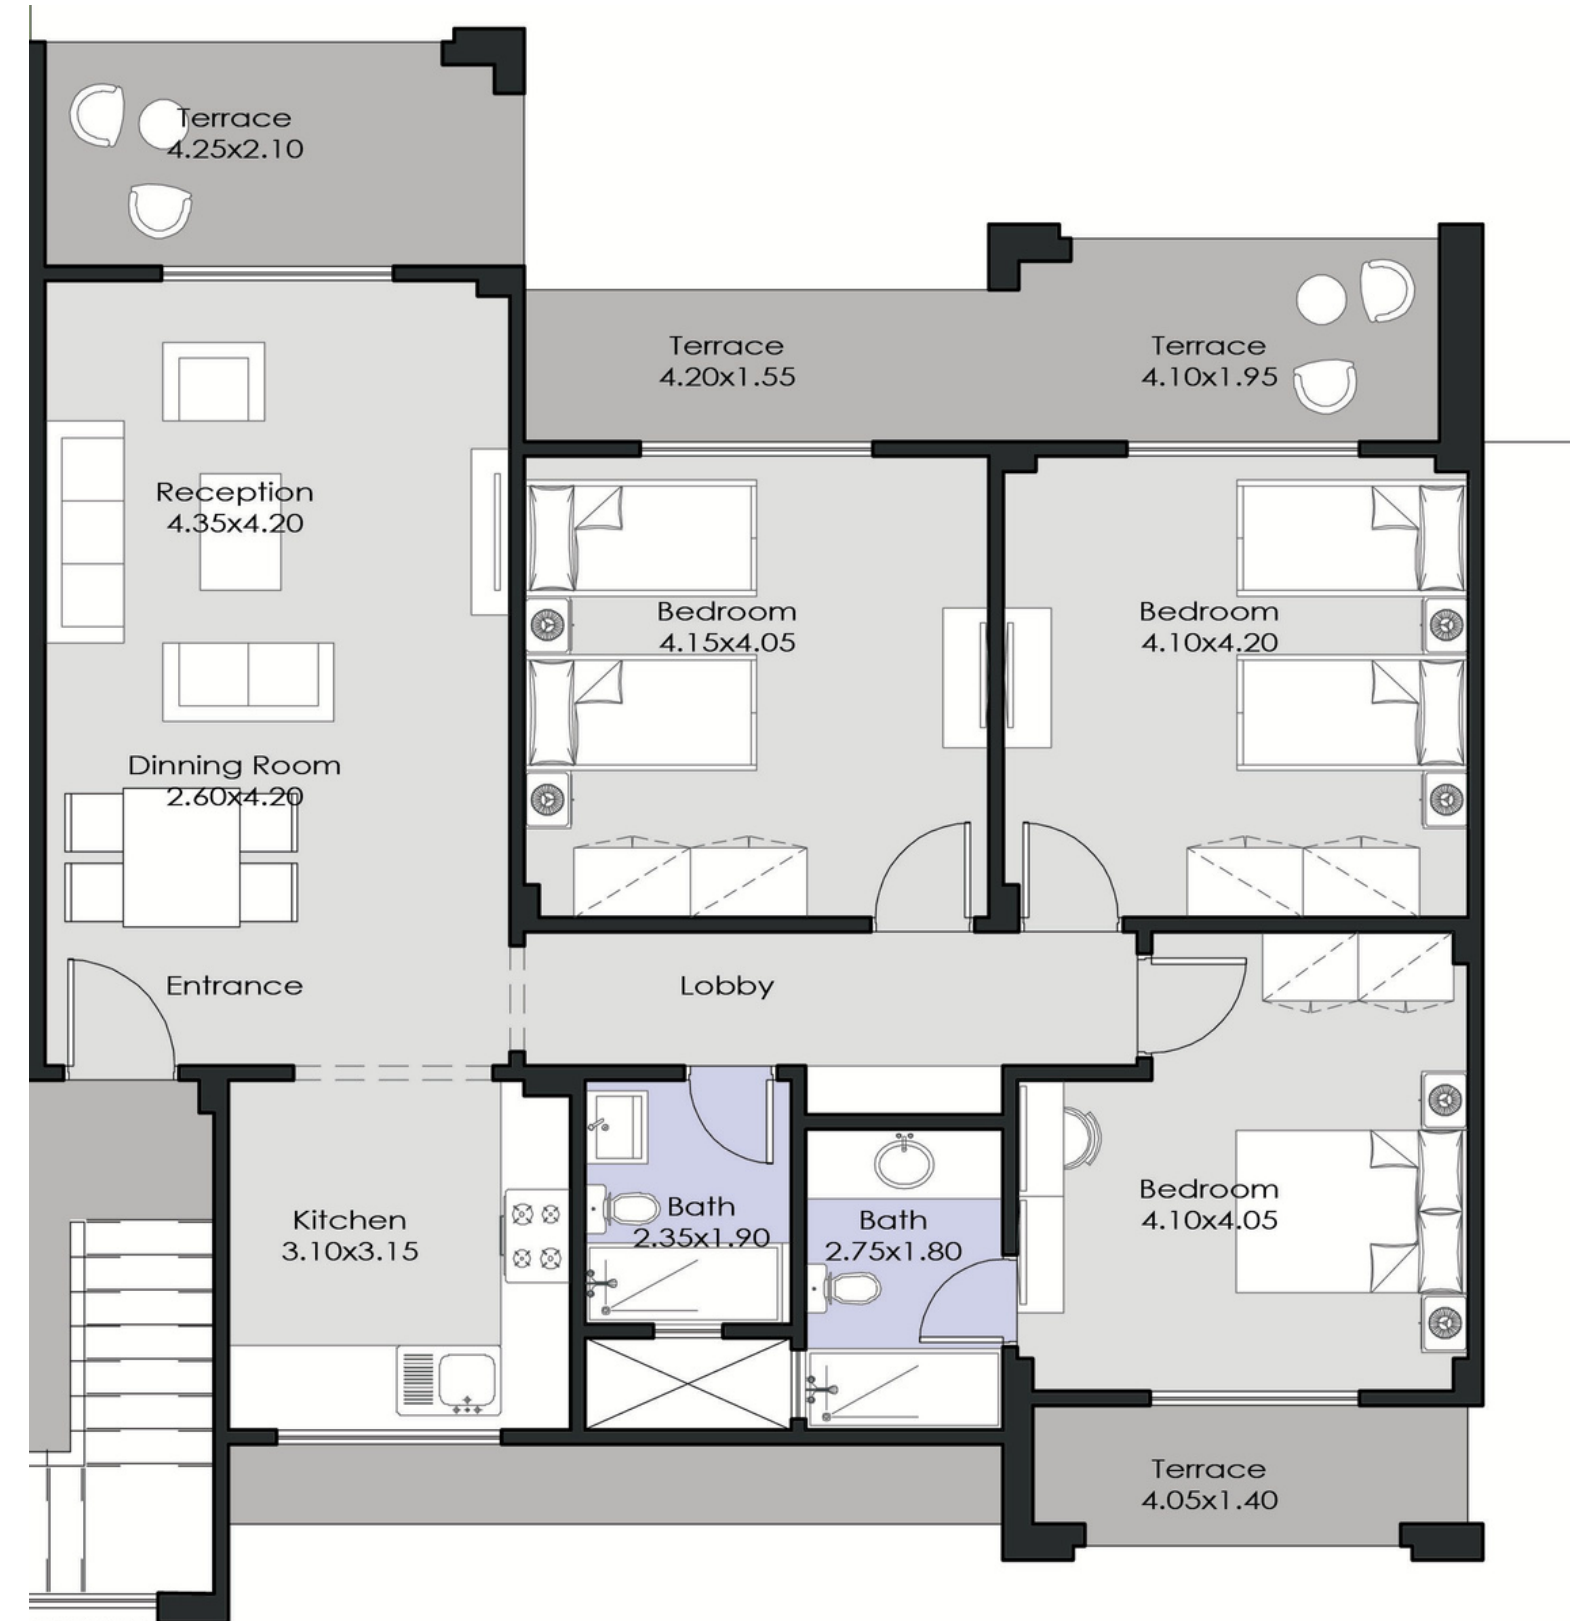 Terrace
4.25x2.10
Terrace
4.20x1.55
Terrace
4.10x1.95
Reception
4.35x4.20
Bedroom
4.15x4.05
Bedroom
4.10x4.20
Dinning Room
2.60x4.20
Entrance
Lobby
Kitchen
3.10x3.15
Bath
2.35x1.90
Bath
2.75x1.80
Bedroom
4.10x4.05
Terrace
4.05x1.40